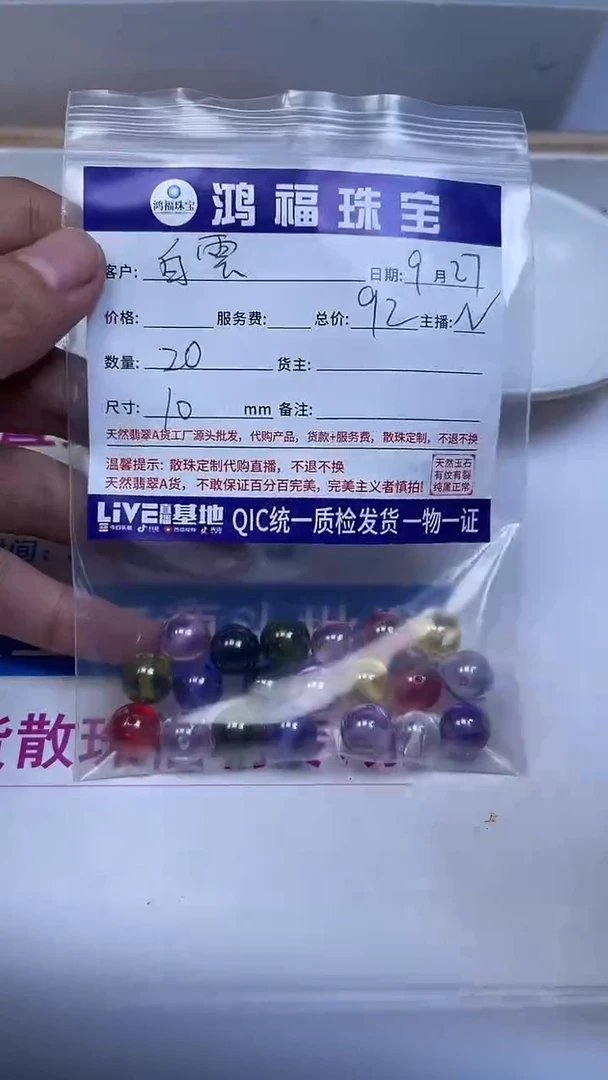 鸿福珠宝 鸿福珠宝
客户: 白雲 日期: 9月27
价格: 服务费: 总价: 92 主播: N
数量: 20 货主:
尺寸: 10 mm 备注:
天然翡翠A货工厂源头批发，代购产品，货款+服务费，散珠定制，不退不换
温馨提示: 散珠定制代购直播，不退不换
天然翡翠A货，不敢保证百分百完美，完美主义者慎拍!
天然玉石
有纹有裂
纯属正常
LiVE直播基地 QIC统一质检发货 一物一证
货散珠